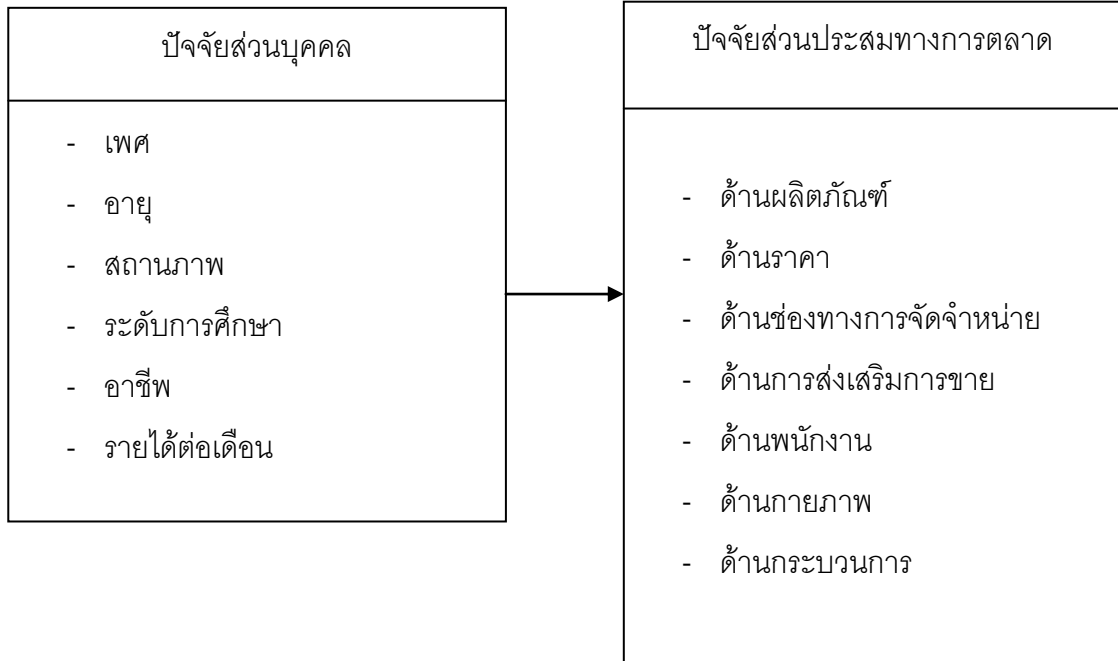 ปัจจัยส่วนบุคคล
- เพศ
- อายุ
- สถานภาพ
- ระดับการศึกษา
- อาชีพ
- รายได้ต่อเดือน
ปัจจัยส่วนประสมทางการตลาด
- ด้านผลิตภัณฑ์
- ด้านราคา
- ด้านช่องทางการจัดจำหน่าย
- ด้านการส่งเสริมการขาย
- ด้านพนักงาน
- ด้านกายภาพ
- ด้านกระบวนการ